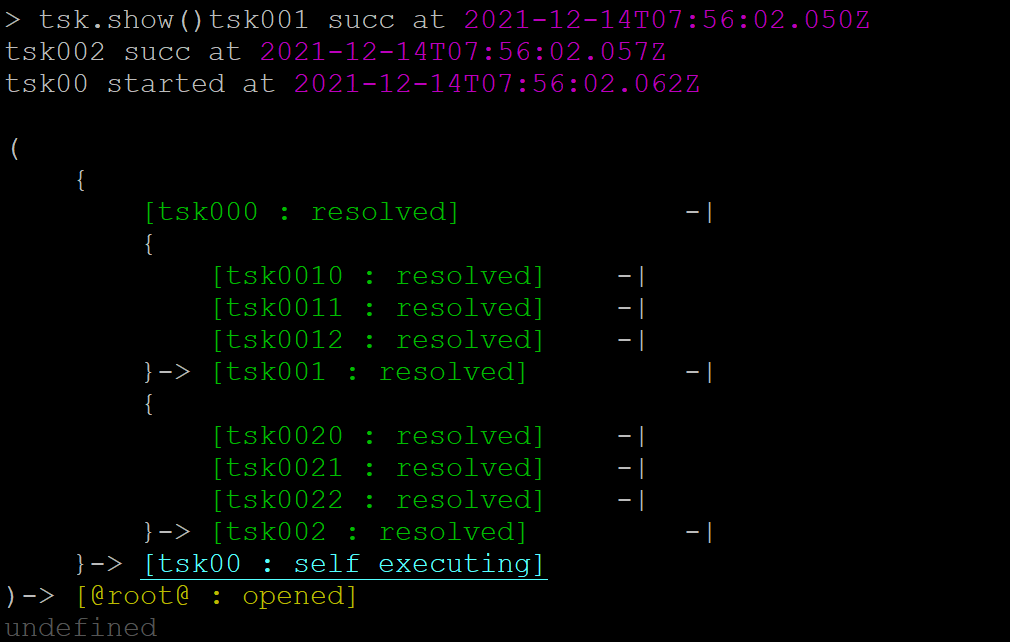 > tsk.show()tsk001 succ at 2021-12-14T07:56:02.050Z
tsk002 succ at 2021-12-14T07:56:02.057Z
tsk00 started at 2021-12-14T07:56:02.062Z
(
{
[tsk000 : resolved] -|
{
[tsk0010 : resolved] -|
[tsk0011 : resolved] -|
[tsk0012 : resolved] -|
}-> [tsk001 : resolved] -|
{
[tsk0020 : resolved] -|
[tsk0021 : resolved] -|
[tsk0022 : resolved] -|
}-> [tsk002 : resolved] -|
}-> [tsk00 : self executing]
)-> [@root@ : opened]
undefined